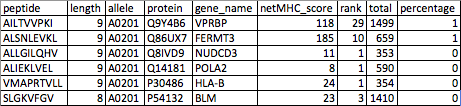 peptide length allele protein gene_name netMHC_score rank total percentage
AILTVVPKI 9 A0201 Q9Y4B6 VPRBP 118 29 1499 1
ALSNLEVKL 9 A0201 Q86UX7 FERMT3 185 10 659 1
ALLGILQHV 9 A0201 Q8IVD9 NUDCD3 11 1 353 0
ALIEKLVEL 9 A0201 Q14181 POLA2 8 1 590 0
VMAPRTVLL 9 A0201 P30486 HLA-B 24 1 354 0
SLGKVFGV 8 A0201 P54132 BLM 23 3 1410 0